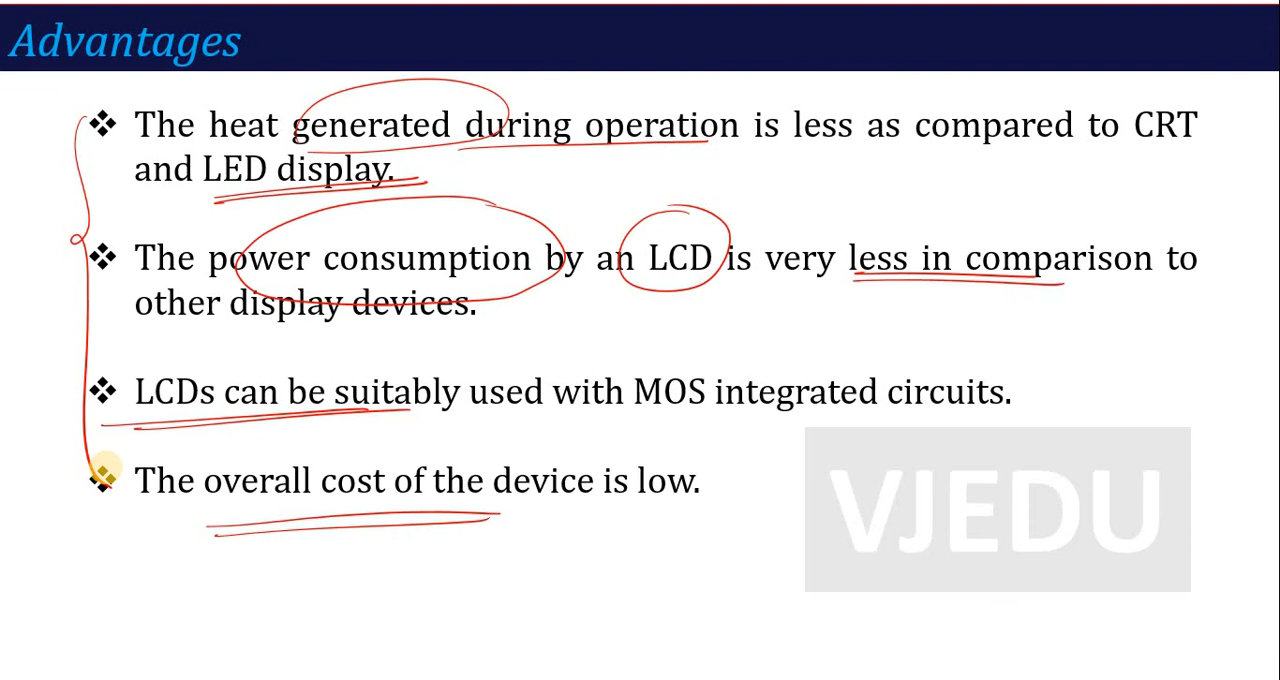 Advantages
❖ The heat generated during operation is less as compared to CRT
and LED display.
❖ The power consumption by an LCD is very less in comparison to
other display devices.
❖ LCDs can be suitably used with MOS integrated circuits.
❖ The overall cost of the device is low.
VJEDU